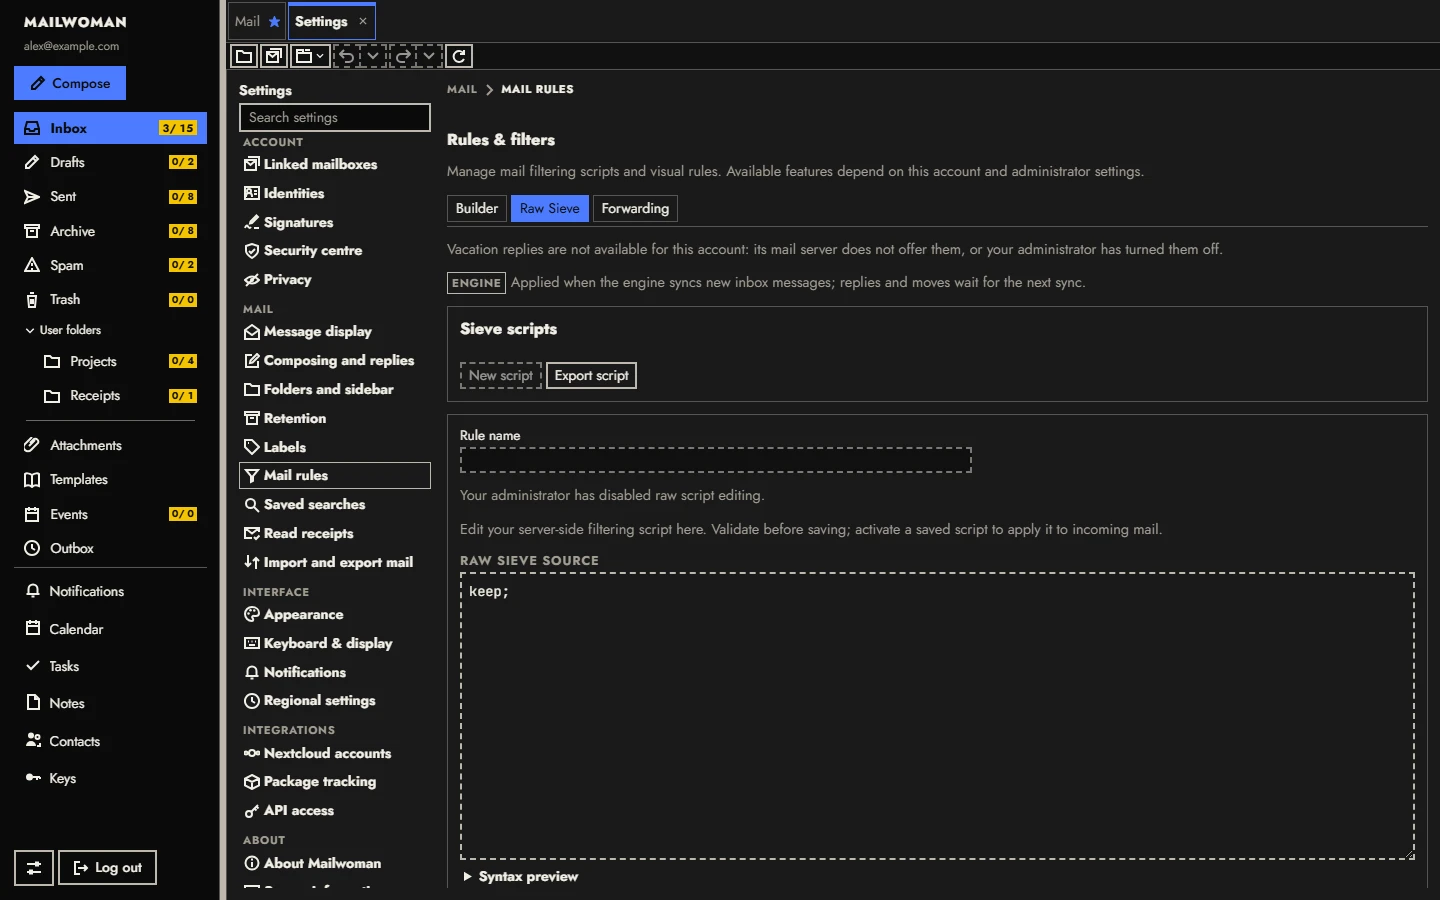 MAILWOMAN
alex@example.com
Compose
Inbox 3/ 15
Drafts 0/ 2
Sent 0/ 8
Archive 0/ 8
Spam 0/ 2
Trash 0/ 0
User folders
Projects 0/ 4
Receipts 0/ 1
Attachments
Templates
Events 0/ 0
Outbox
Notifications
Calendar
Tasks
Notes
Contacts
Keys
Log out
Mail
Settings ×
Settings
Search settings
ACCOUNT
Linked mailboxes
Identities
Signatures
Security centre
Privacy
MAIL
Message display
Composing and replies
Folders and sidebar
Retention
Labels
Mail rules
Saved searches
Read receipts
Import and export mail
INTERFACE
Appearance
Keyboard & display
Notifications
Regional settings
INTEGRATIONS
Nextcloud accounts
Package tracking
API access
ABOUT
About Mailwoman
MAIL > MAIL RULES
Rules & filters
Manage mail filtering scripts and visual rules. Available features depend on this account and administrator settings.
Builder Raw Sieve Forwarding
Vacation replies are not available for this account: its mail server does not offer them, or your administrator has turned them off.
ENGINE Applied when the engine syncs new inbox messages; replies and moves wait for the next sync.
Sieve scripts
New script Export script
Rule name
Your administrator has disabled raw script editing.
Edit your server-side filtering script here. Validate before saving; activate a saved script to apply it to incoming mail.
RAW SIEVE SOURCE
keep;
Syntax preview